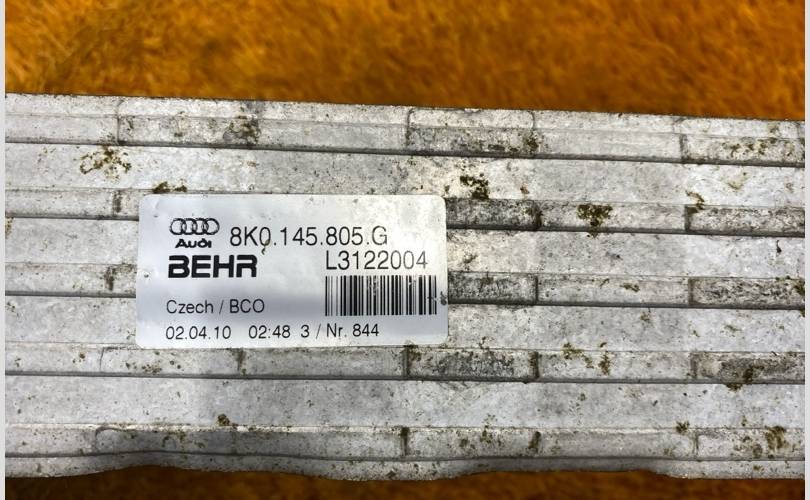 8K0.145.805.G
Audi
BEHR L3122004
Czech / BCO
02.04.10 02:48 3 / Nr. 844